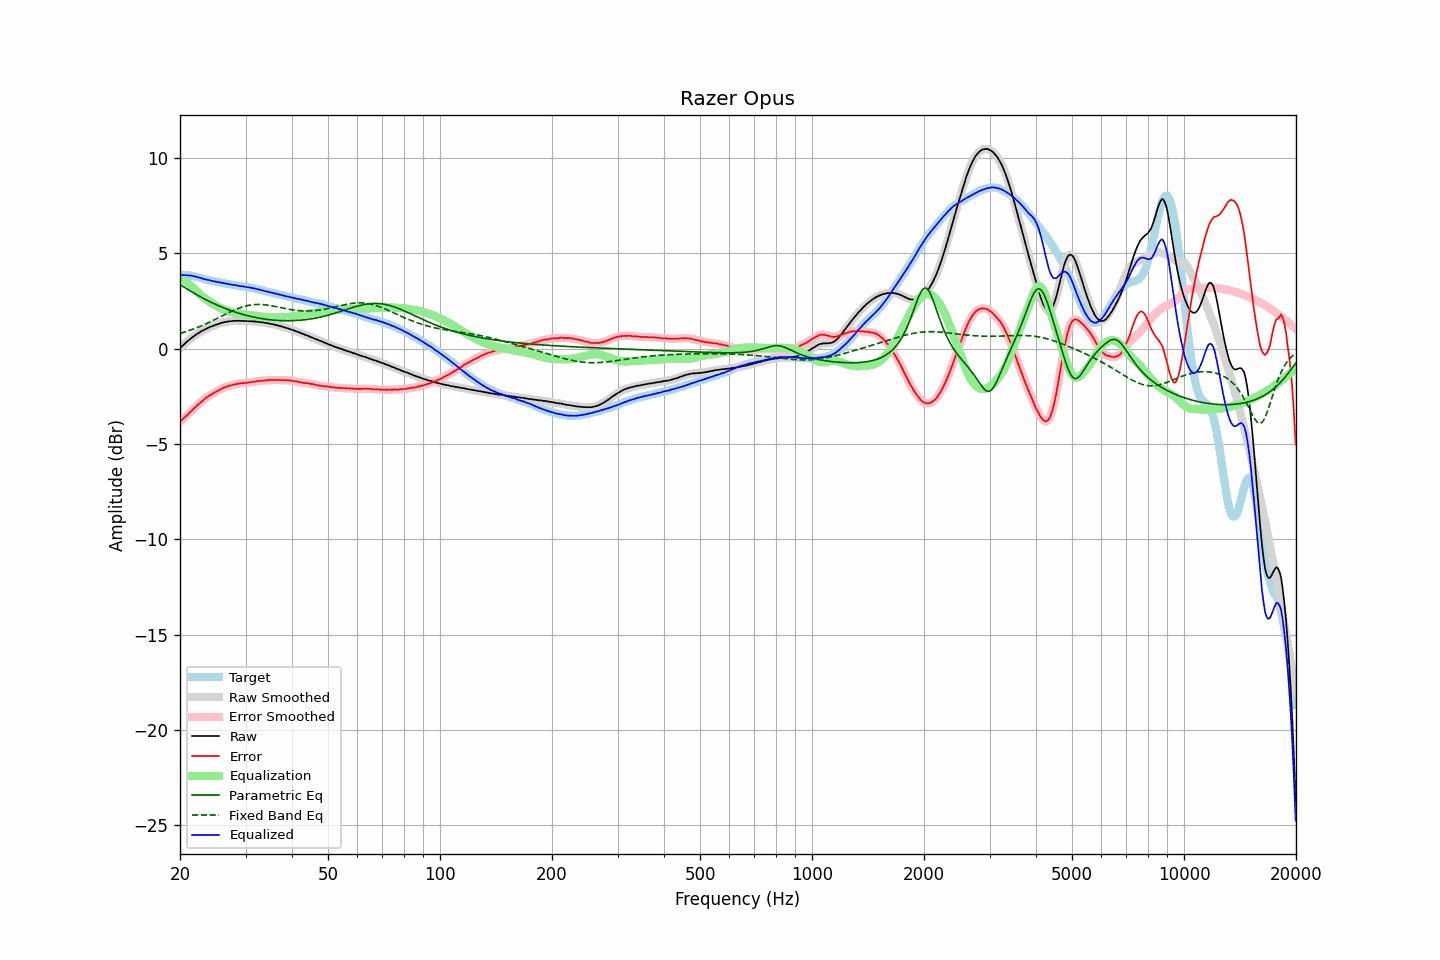 Razer Opus
Amplitude (dBr)
10
5
0
−5
−10
−15
−20
−25
Target
Raw Smoothed
Error Smoothed
Raw
Error
Equalization
Parametric Eq
Fixed Band Eq
Equalized
20 50 100 200 500 1000 2000 5000 10000 20000
Frequency (Hz)